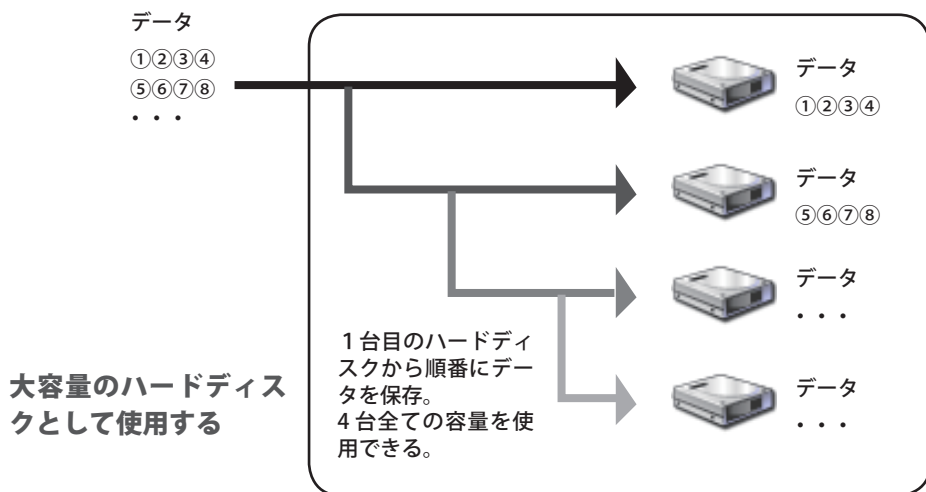 データ
①②③④
⑤⑥⑦⑧
・・・
データ
①②③④
データ
⑤⑥⑦⑧
データ
・・・
データ
・・・
1台目のハードディ
スクから順番にデー
タを保存。
4台全ての容量を使
用できる。
大容量のハードディス
クとして使用する